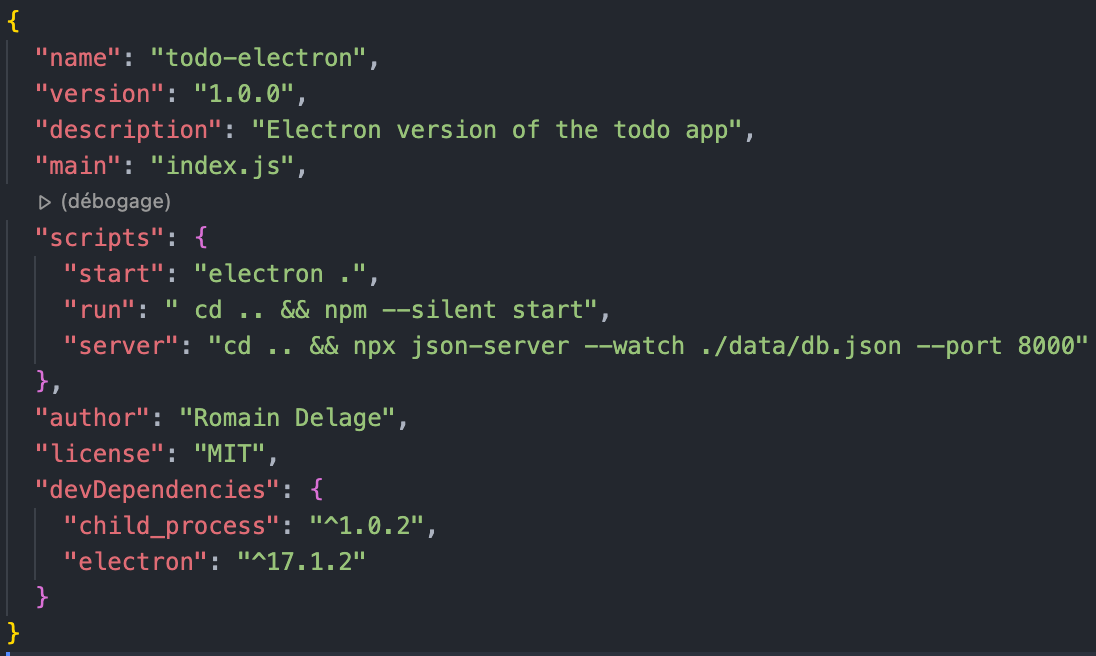 {
"name": "todo-electron",
"version": "1.0.0",
"description": "Electron version of the todo app",
"main": "index.js",
(débogage)
"scripts": {
"start": "electron .",
"run": " cd .. && npm --silent start",
"server": "cd .. && npx json-server --watch ./data/db.json --port 8000"
},
"author": "Romain Delage",
"license": "MIT",
"devDependencies": {
"child_process": "^1.0.2",
"electron": "^17.1.2"
}
}